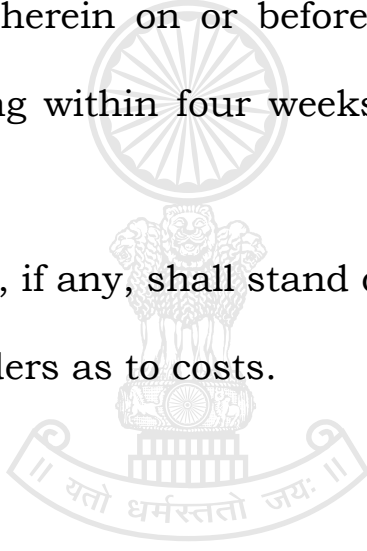 herein on or before
ng within four weeks
, if any, shall stand
ders as to costs.
॥ यतो धर्मस्ततो जयः ॥